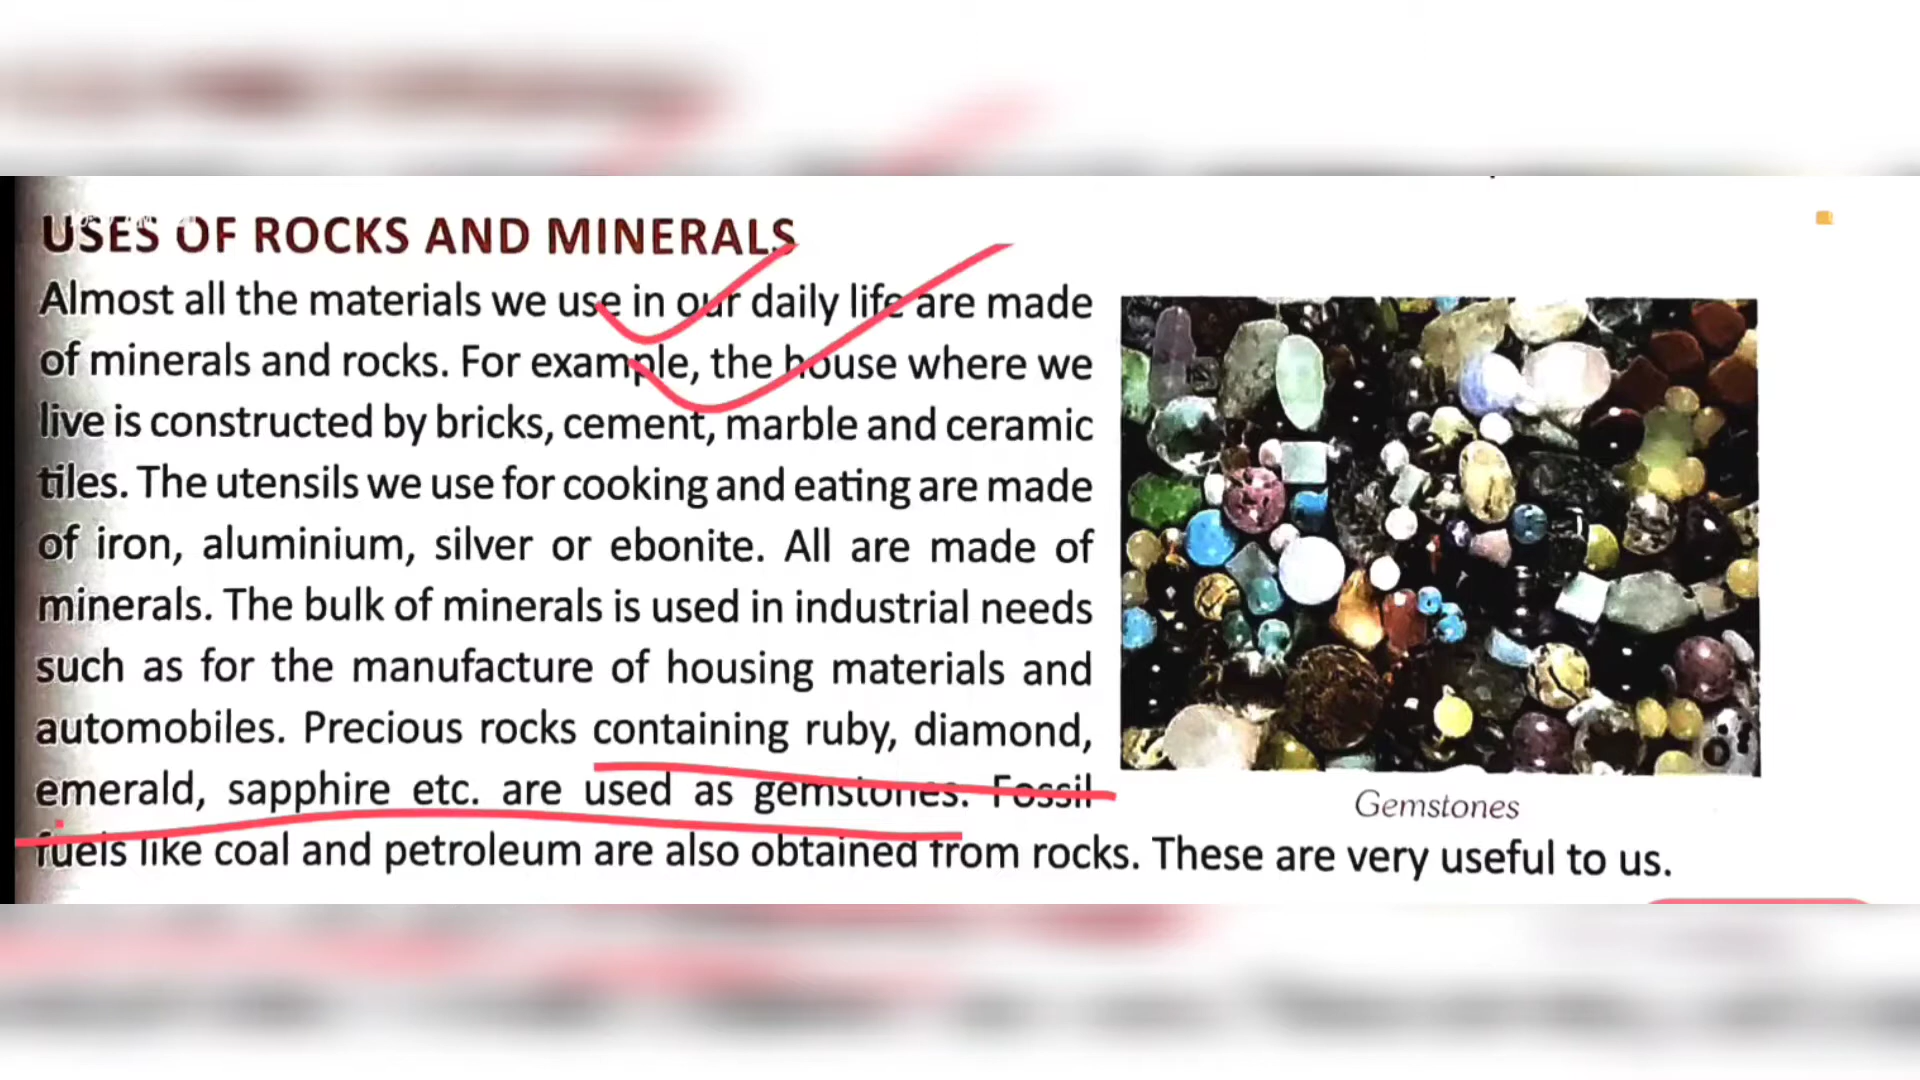 USES OF ROCKS AND MINERALS
Almost all the materials we use in our daily life are made
of minerals and rocks. For example, the house where we
live is constructed by bricks, cement, marble and ceramic
tiles. The utensils we use for cooking and eating are made
of iron, aluminium, silver or ebonite. All are made of
minerals. The bulk of minerals is used in industrial needs
such as for the manufacture of housing materials and
automobiles. Precious rocks containing ruby, diamond,
emerald, sapphire etc. are used as gemstones. Fossil
fuels like coal and petroleum are also obtained from rocks. These are very useful to us.
Gemstones